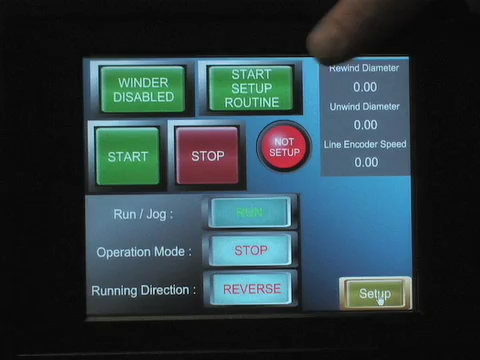 WINDER
DISABLED
START
SETUP
ROUTINE
Rewind Diameter
0.00
Unwind Diameter
0.00
Line Encoder Speed
0.00
START
STOP
NOT
SETUP
Run / Jog :
RUN
Operation Mode :
STOP
Running Direction :
REVERSE
Setup